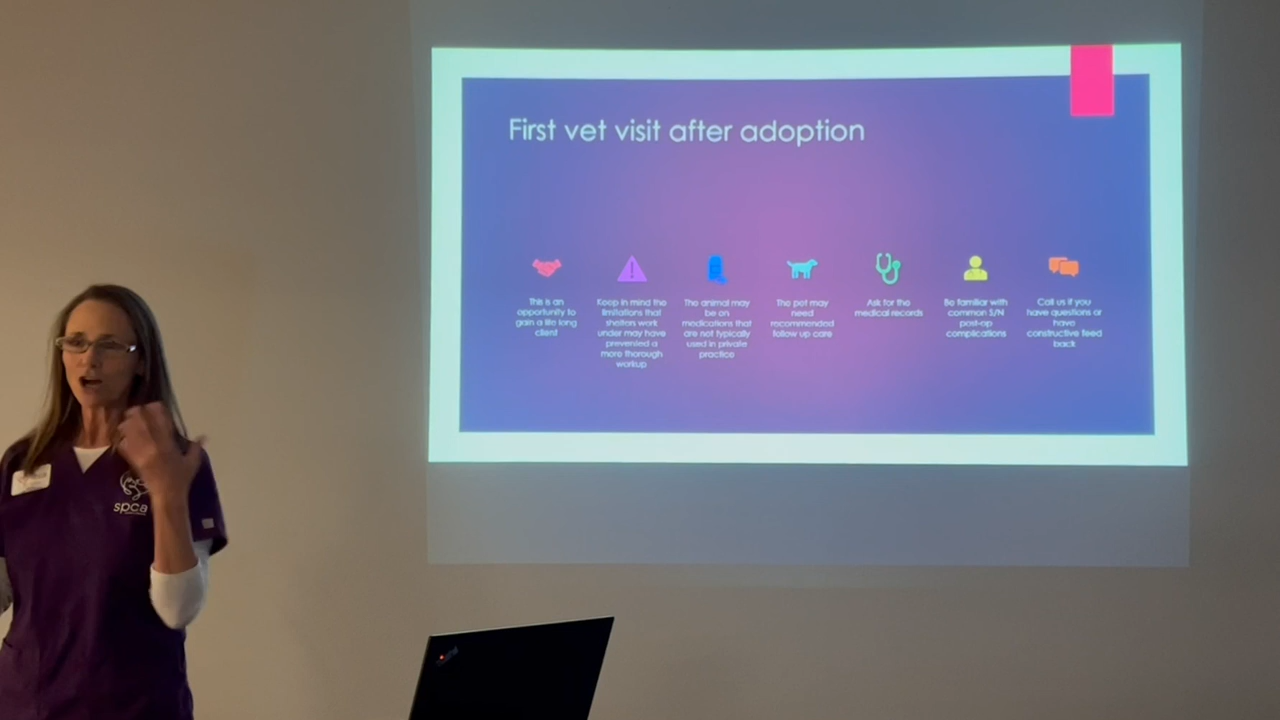 First vet visit after adoption
This is an
opportunity to
gain a life long
client
Keep in mind the
limitations that
shelters work
under may have
prevented a
more thorough
workup
The animal may
be on
medications that
are not typically
used in private
practice
The pet may
need
recommended
follow up care
Ask for the
medical records
Be familiar with
common S/N
post-op
complications
Call us if you
have questions or
have
constructive feed
back
spca